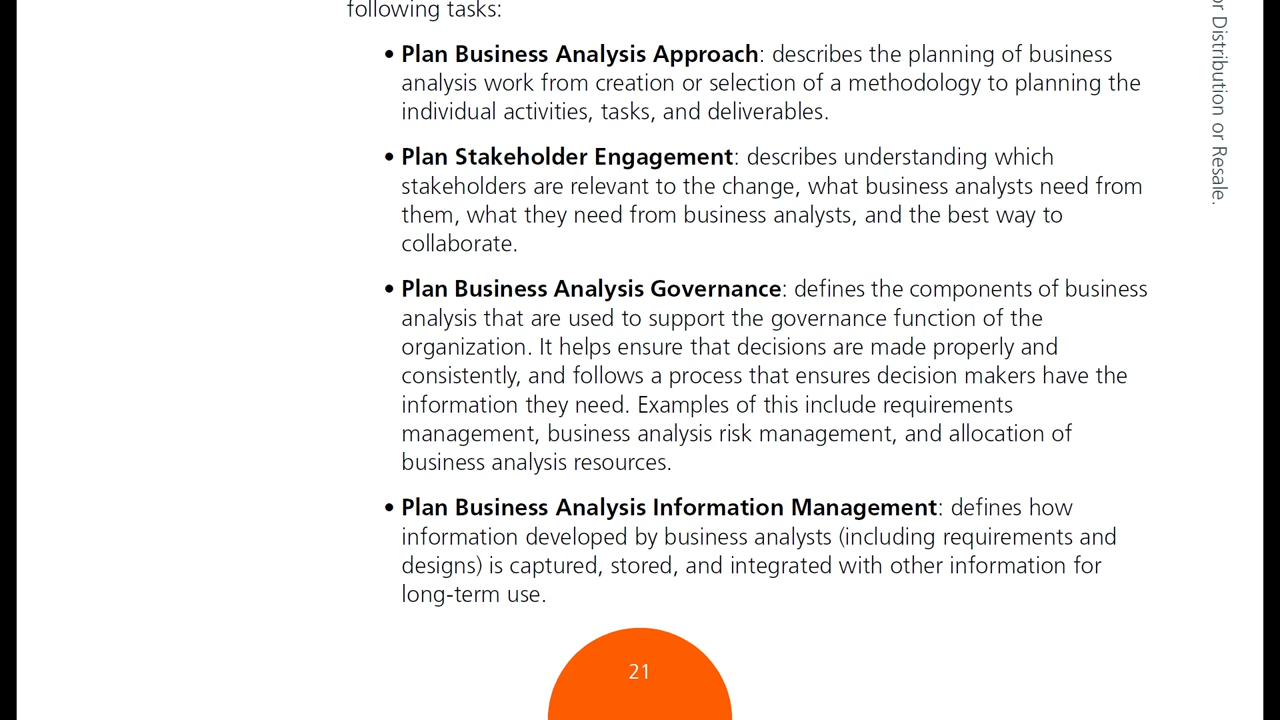 following tasks:
• Plan Business Analysis Approach: describes the planning of business
analysis work from creation or selection of a methodology to planning the
individual activities, tasks, and deliverables.
• Plan Stakeholder Engagement: describes understanding which
stakeholders are relevant to the change, what business analysts need from
them, what they need from business analysts, and the best way to
collaborate.
• Plan Business Analysis Governance: defines the components of business
analysis that are used to support the governance function of the
organization. It helps ensure that decisions are made properly and
consistently, and follows a process that ensures decision makers have the
information they need. Examples of this include requirements
management, business analysis risk management, and allocation of
business analysis resources.
• Plan Business Analysis Information Management: defines how
information developed by business analysts (including requirements and
designs) is captured, stored, and integrated with other information for
long-term use.
21
or Distribution or Resale.